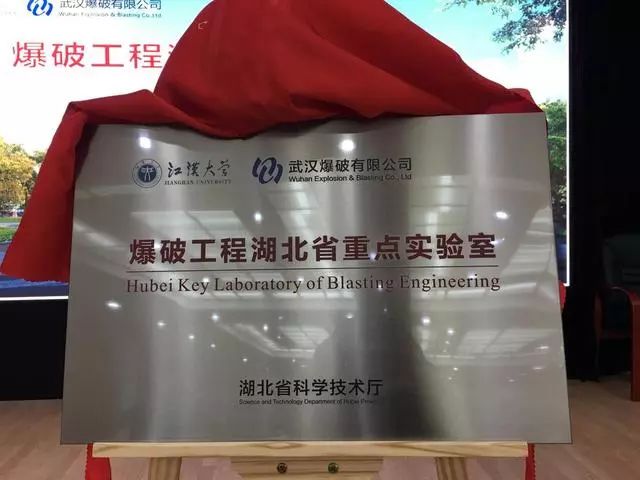 武汉爆破有限公司
Wuhan Explosion & Blasting Co.,Ltd
爆破工程
江汉大学
JIANGHAN UNIVERSITY
武汉爆破有限公司
Wuhan Explosion & Blasting Co., Ltd
爆破工程湖北省重点实验室
Hubei Key Laboratory of Blasting Engineering
湖北省科学技术厅
Science and Technology Department of Hubei